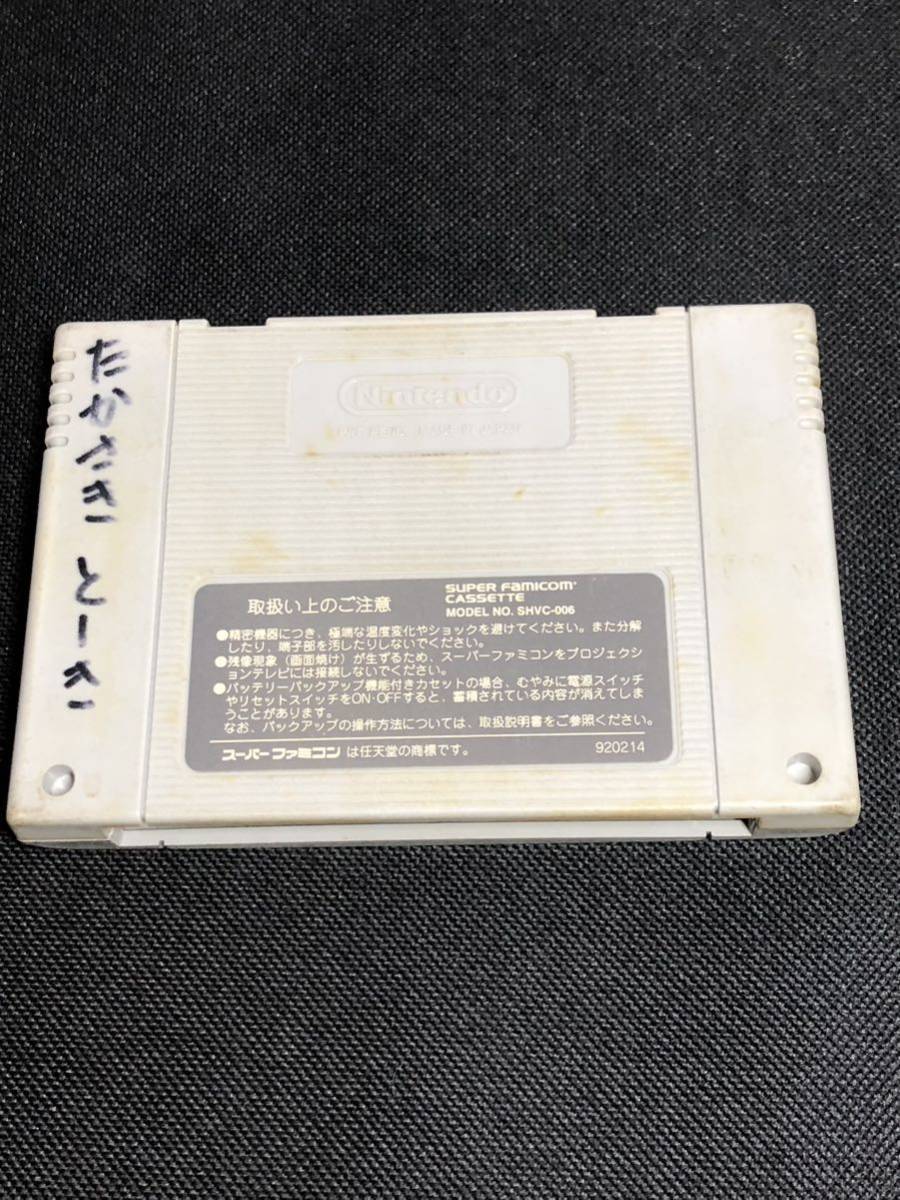 たかさき とーき
Nintendo
取扱い上のご注意
SUPER FAMICOM
CASSETTE
MODEL NO. SHVC-006
●精密機器につき、極端な温度変化やショックを避けてください。また分解
したり、端子部を汚したりしないでください。
●残像現象(画面焼け)が生ずるため、スーパーファミコンをプロジェクシ
ョンテレビには接続しないでください。
●バッテリーバックアップ機能付きカセットの場合、むやみに電源スイッチ
やリセットスイッチをON・OFFすると、蓄積されている内容が消えてしま
うことがあります。
なお、バックアップの操作方法については、取扱説明書をご参照ください。
スーパーファミコン は任天堂の商標です。 920214